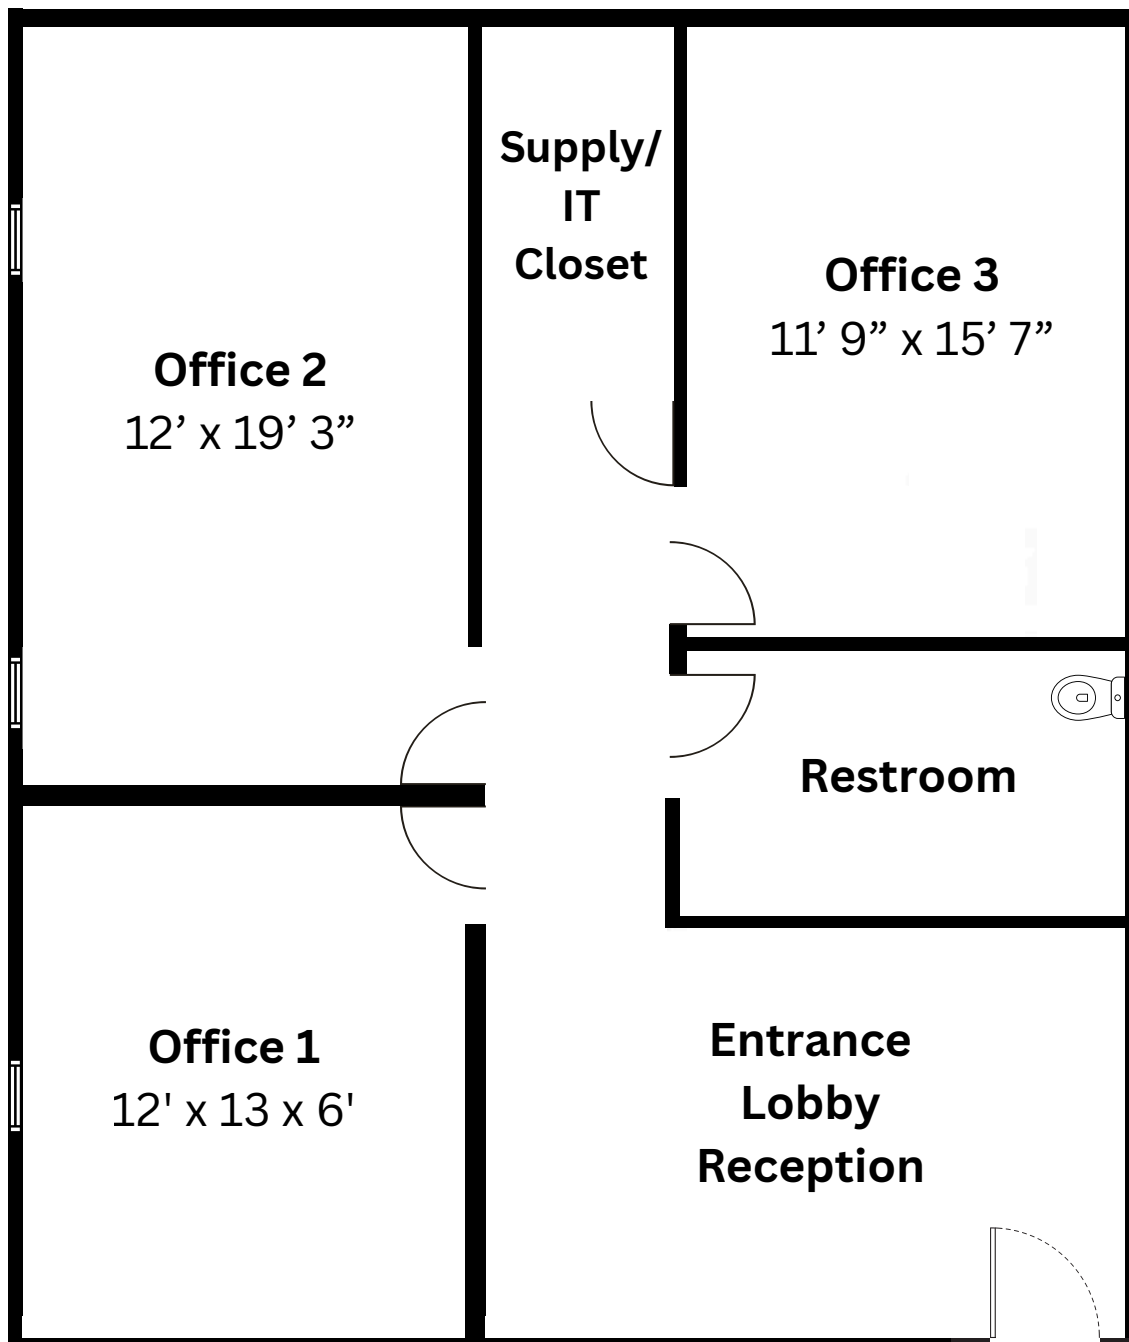 Supply/
IT
Closet
Office 3
11’ 9” x 15’ 7”
Office 2
12’ x 19’ 3”
Restroom
Office 1
12' x 13 x 6'
Entrance
Lobby
Reception